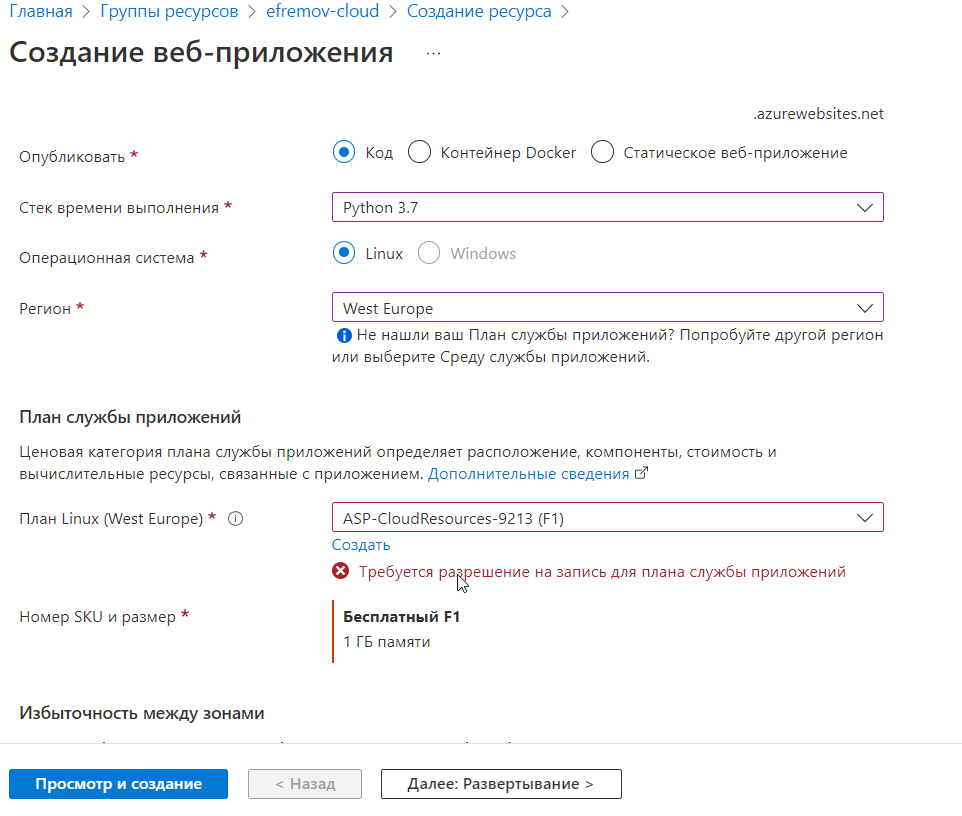 Главная > Группы ресурсов > efremov-cloud > Создание ресурса >
Создание веб-приложения ...
.azurewebsites.net
Опубликовать * Код Контейнер Docker Статическое веб-приложение
Стек времени выполнения * Python 3.7
Операционная система * Linux Windows
Регион * West Europe
Не нашли ваш План службы приложений? Попробуйте другой регион
или выберите Среду службы приложений.
План службы приложений
Ценовая категория плана службы приложений определяет расположение, компоненты, стоимость и
вычислительные ресурсы, связанные с приложением. Дополнительные сведения
План Linux (West Europe) * ASP-CloudResources-9213 (F1)
Создать
Требуется разрешение на запись для плана службы приложений
Номер SKU и размер * Бесплатный F1
1 ГБ памяти
Избыточность между зонами
Просмотр и создание < Назад Далее: Развертывание >